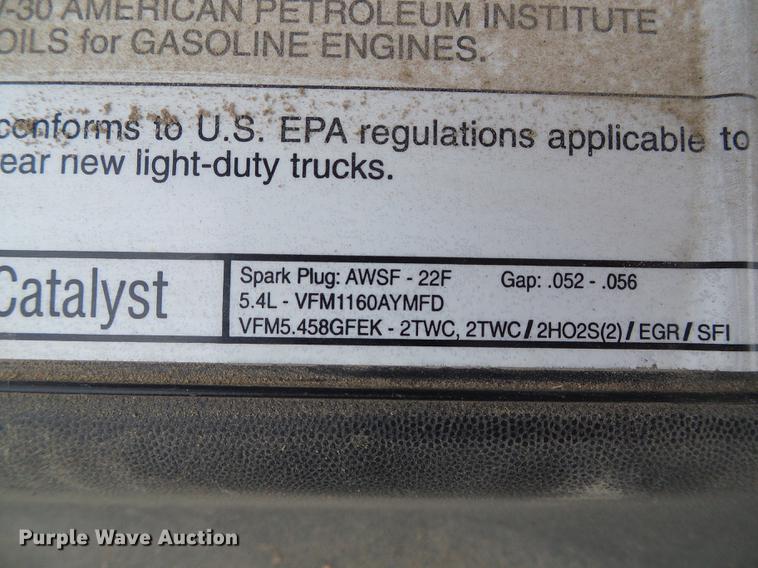 -30 AMERICAN PETROLEUM INSTITUTE
OILS for GASOLINE ENGINES.
conforms to U.S. EPA regulations applicable to
ear new light-duty trucks.
Catalyst
Spark Plug: AWSF - 22F Gap: .052 - .056
5.4L - VFM1160AYMFD
VFM5.458GFEK - 2TWC, 2TWC/2HO2S(2)/EGR/SFI
Purple Wave Auction